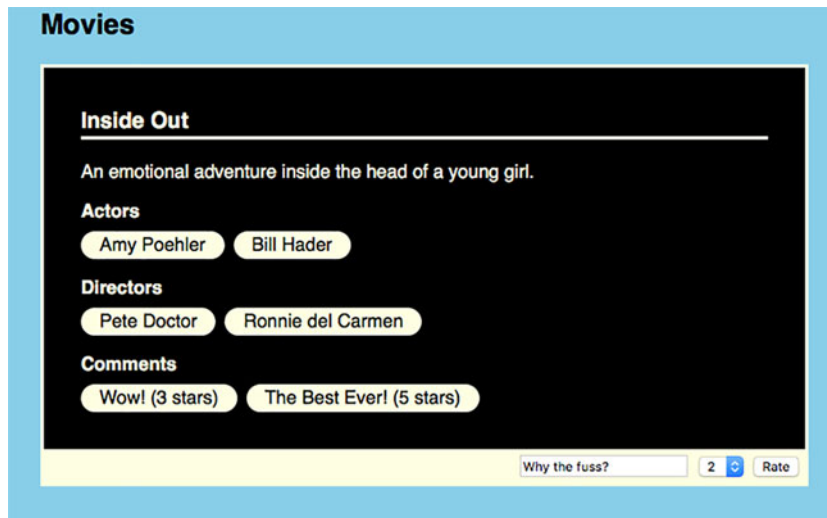 Movies
Inside Out
An emotional adventure inside the head of a young girl.
Actors
Amy Poehler Bill Hader
Directors
Pete Doctor Ronnie del Carmen
Comments
Wow! (3 stars) The Best Ever! (5 stars)
Why the fuss? 2 Rate